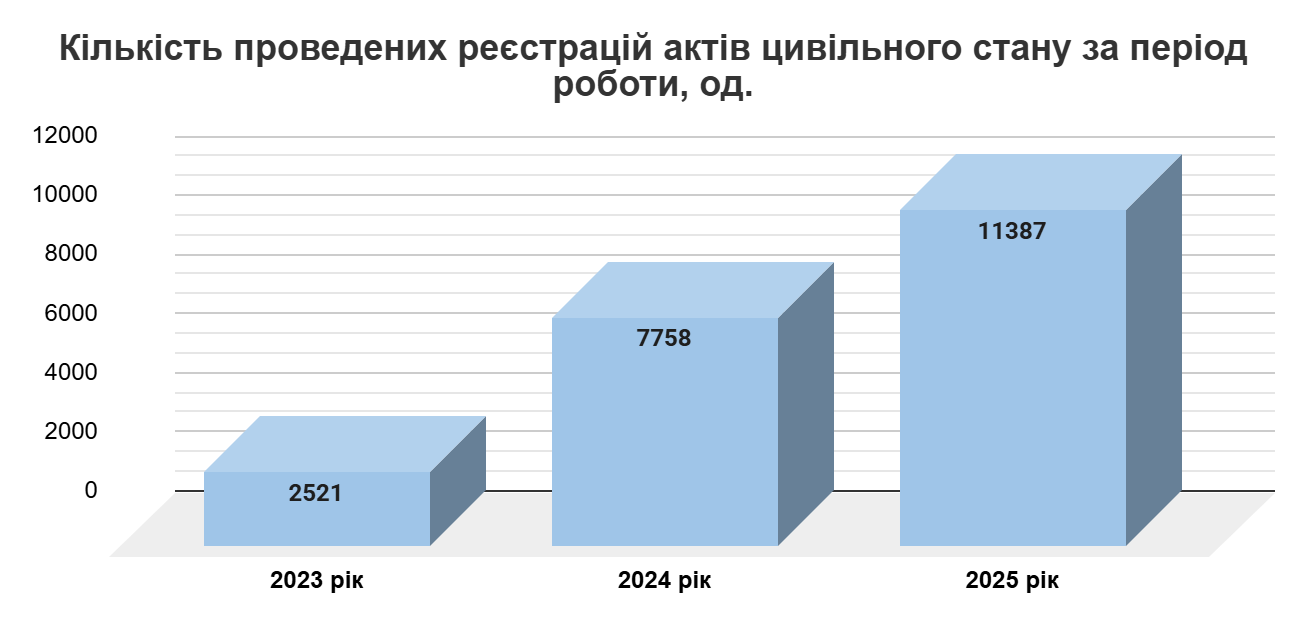 Кількість проведених реєстрацій актів цивільного стану за період
роботи, од.
12000
10000
8000
6000
4000
2000
0
2521
7758
11387
2023 рік
2024 рік
2025 рік